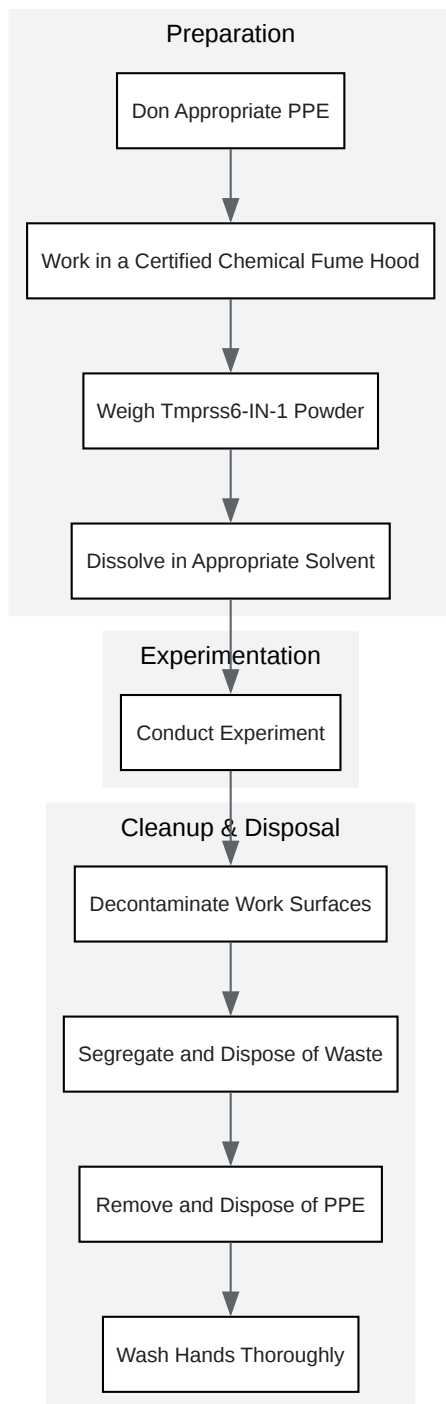 Preparation
Don Appropriate PPE
Work in a Certified Chemical Fume Hood
Weigh Tmprss6-IN-1 Powder
Dissolve in Appropriate Solvent
Experimentation
Conduct Experiment
Cleanup & Disposal
Decontaminate Work Surfaces
Segregate and Dispose of Waste
Remove and Dispose of PPE
Wash Hands Thoroughly